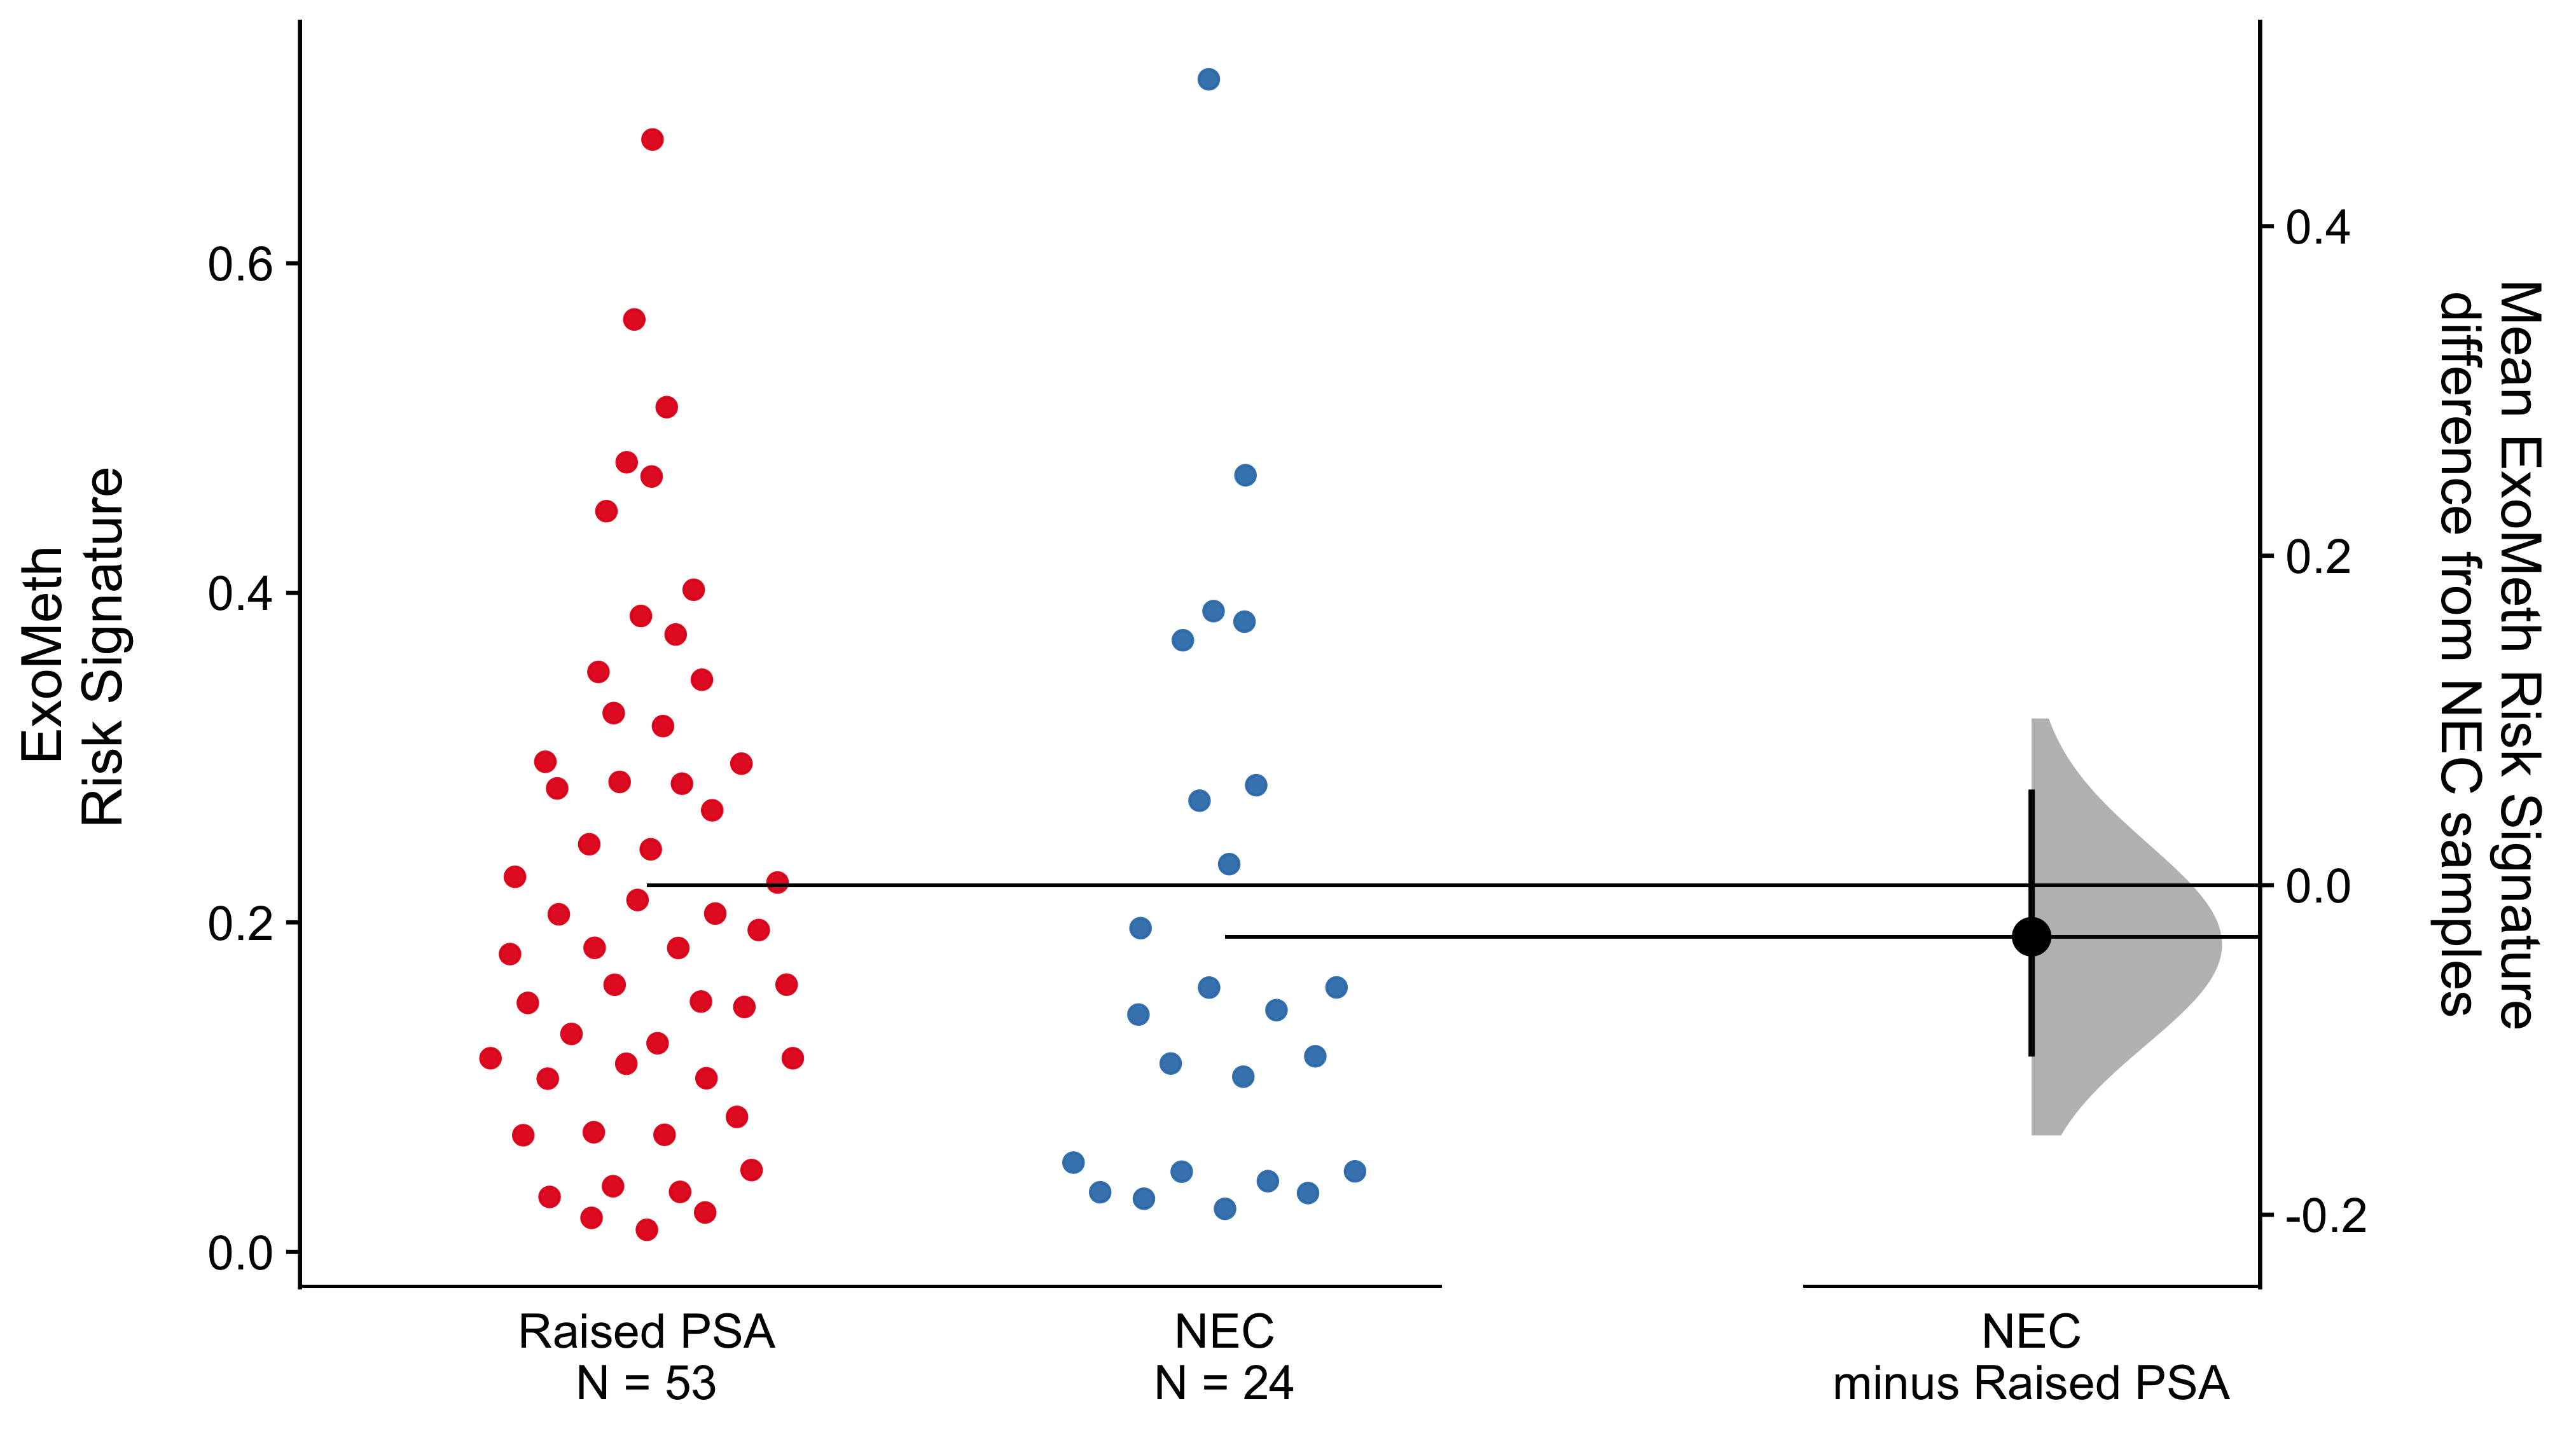 ExoMeth
Risk Signature
0.6
0.4
0.2
0.0
Raised PSA
N = 53
NEC
N = 24
NEC
minus Raised PSA
0.4
0.2
0.0
-0.2
Mean ExoMeth Risk Signature
difference from NEC samples